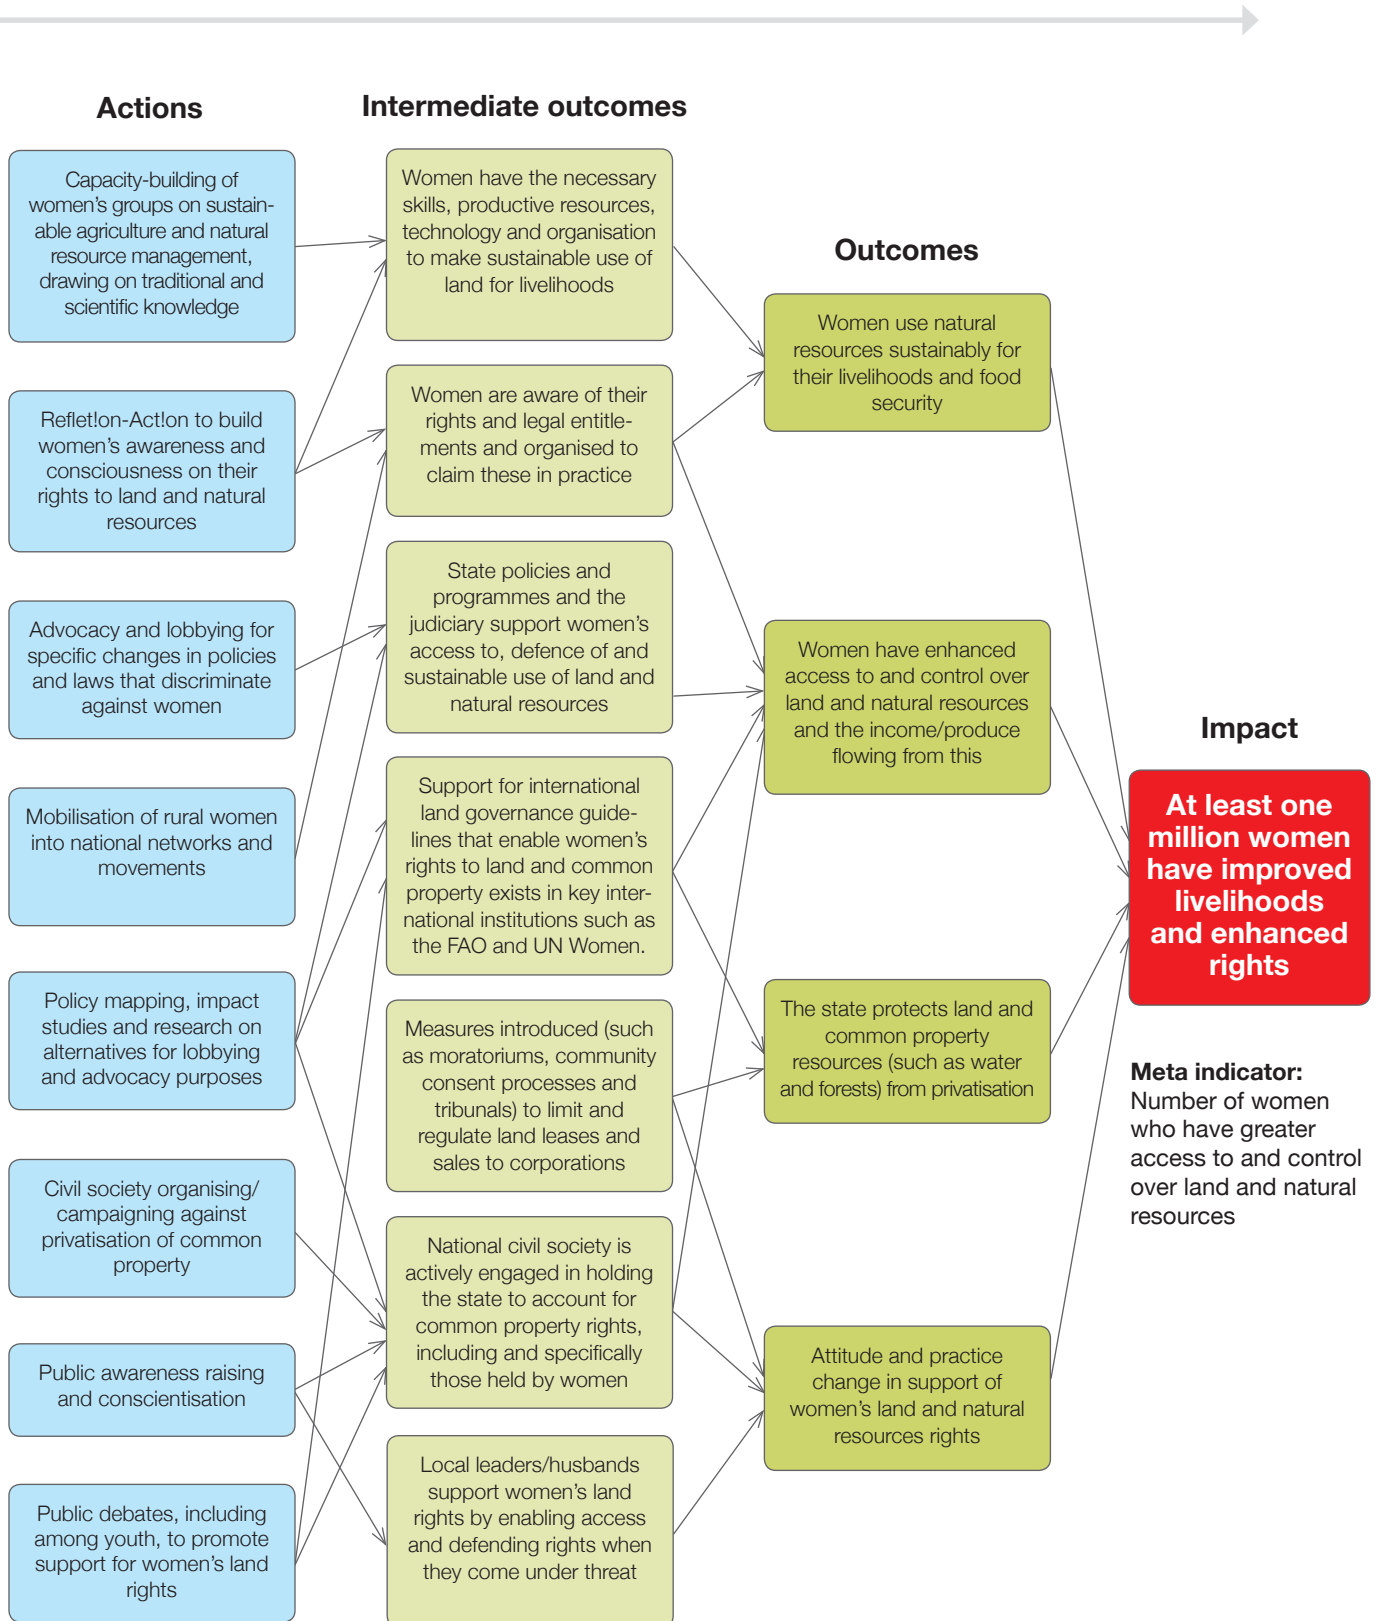 Actions
Capacity-building of
women's groups on sustain-
able agriculture and natural
resource management,
drawing on traditional and
scientific knowledge
Reflet!on-Act!on to build
women's awareness and
consciousness on their
rights to land and natural
resources
Advocacy and lobbying for
specific changes in policies
and laws that discriminate
against women
Mobilisation of rural women
into national networks and
movements
Policy mapping, impact
studies and research on
alternatives for lobbying
and advocacy purposes
Civil society organising/
campaigning against
privatisation of common
property
Public awareness raising
and conscientisation
Public debates, including
among youth, to promote
support for women's land
rights
Intermediate outcomes
Women have the necessary
skills, productive resources,
technology and organisation
to make sustainable use of
land for livelihoods
Women are aware of their
rights and legal entitle-
ments and organised to
claim these in practice
State policies and
programmes and the
judiciary support women's
access to, defence of and
sustainable use of land and
natural resources
Support for international
land governance guide-
lines that enable women's
rights to land and common
property exists in key inter-
national institutions such as
the FAO and UN Women.
Measures introduced (such
as moratoriums, community
consent processes and
tribunals) to limit and
regulate land leases and
sales to corporations
National civil society is
actively engaged in holding
the state to account for
common property rights,
including and specifically
those held by women
Local leaders/husbands
support women's land
rights by enabling access
and defending rights when
they come under threat
Outcomes
Women use natural
resources sustainably for
their livelihoods and food
security
Women have enhanced
access to and control over
land and natural resources
and the income/produce
flowing from this
The state protects land and
common property
resources (such as water
and forests) from privatisation
Attitude and practice
change in support of
women's land and natural
resources rights
Impact
At least one
million women
have improved
livelihoods
and enhanced
rights
Meta indicator:
Number of women
who have greater
access to and control
over land and natural
resources